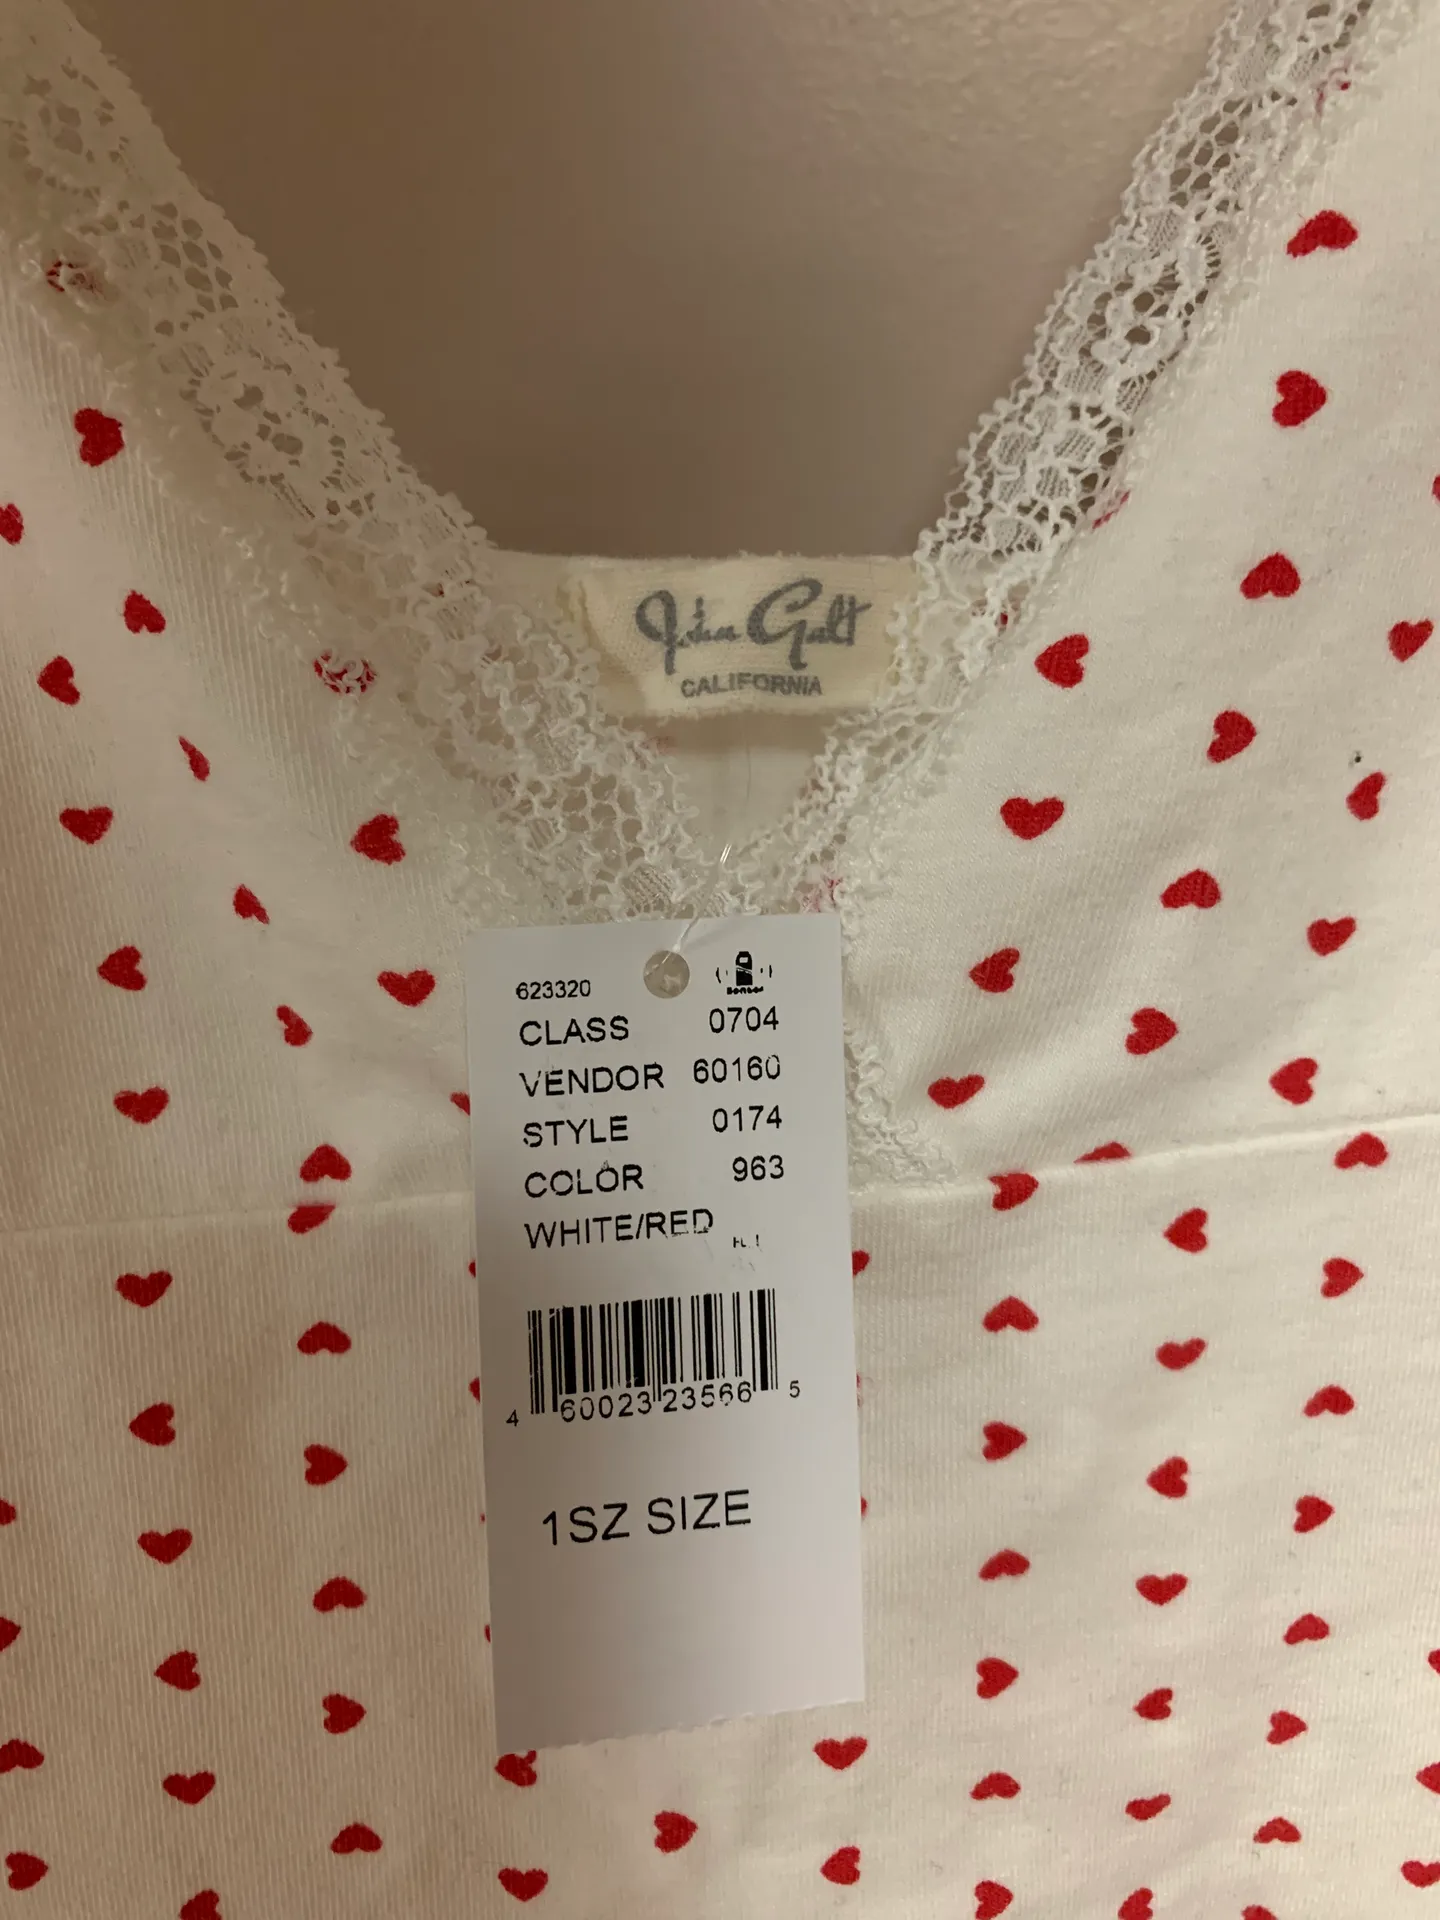 John Galt
CALIFORNIA
623320
Sensor
CLASS 0704
VENDOR 60160
STYLE 0174
COLOR 963
WHITE/RED
4 60023 23566 5
1SZ SIZE